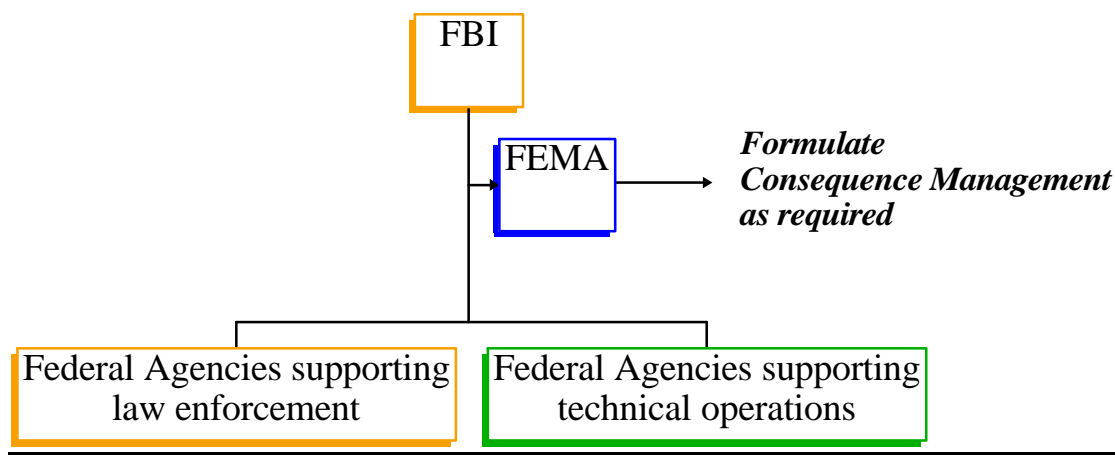 FBI
FEMA
Formulate
Consequence Management
as required
Federal Agencies supporting
law enforcement
Federal Agencies supporting
technical operations